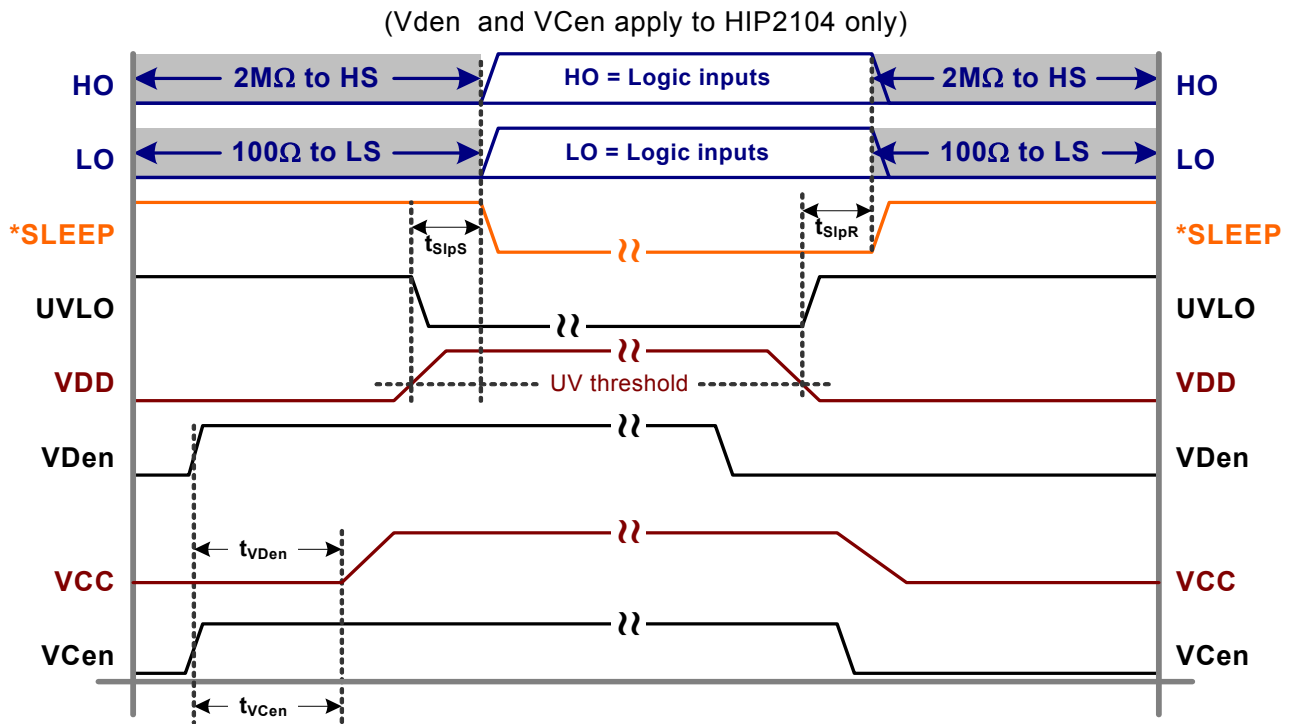 (Vden and VCen apply to HIP2104 only)
HO 2MΩ to HS HO = Logic inputs 2MΩ to HS HO
LO 100Ω to LS LO = Logic inputs 100Ω to LS LO
*SLEEP tSlpS tSlpR *SLEEP
UVLO UVLO
VDD UV threshold VDD
VDen VDen
tVDen
VCC VCC
VCen VCen
tVCen